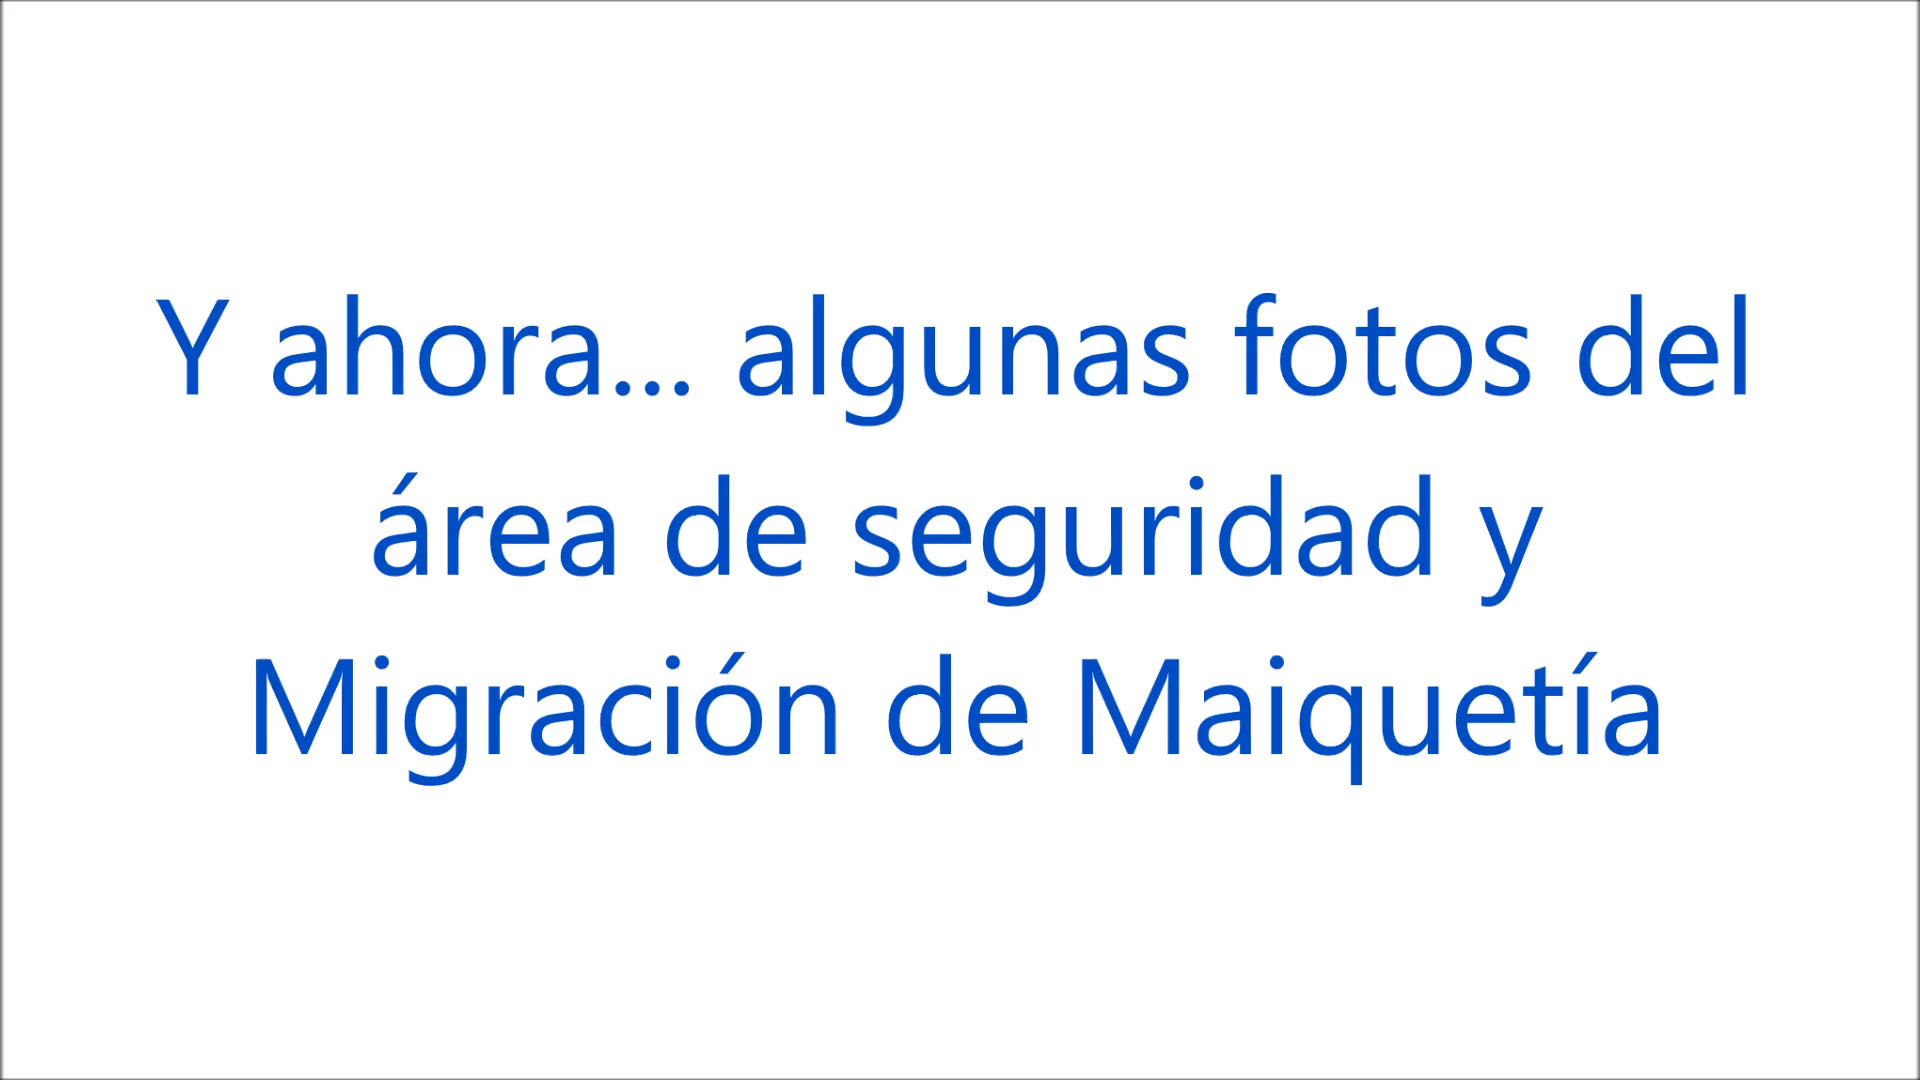 Y ahora... algunas fotos del
área de seguridad y
Migración de Maiquetía